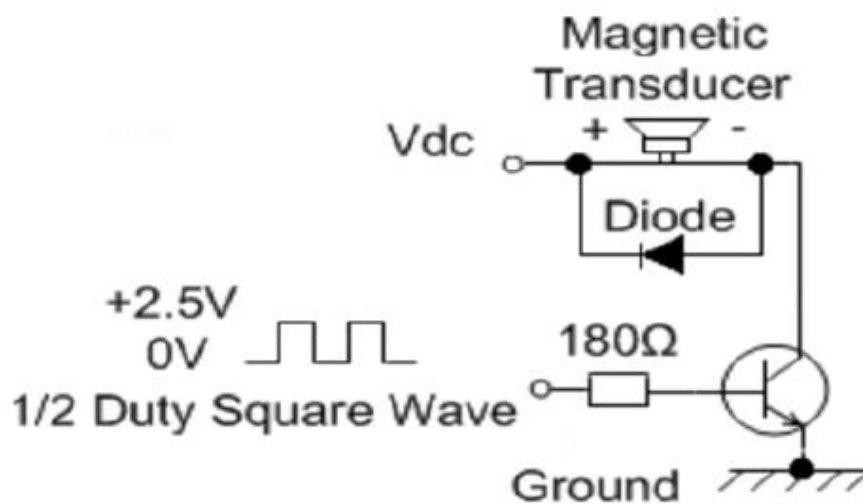 Magnetic
Transducer
Vdc
+ -
Diode
+2.5V
0V
180Ω
1/2 Duty Square Wave
Ground